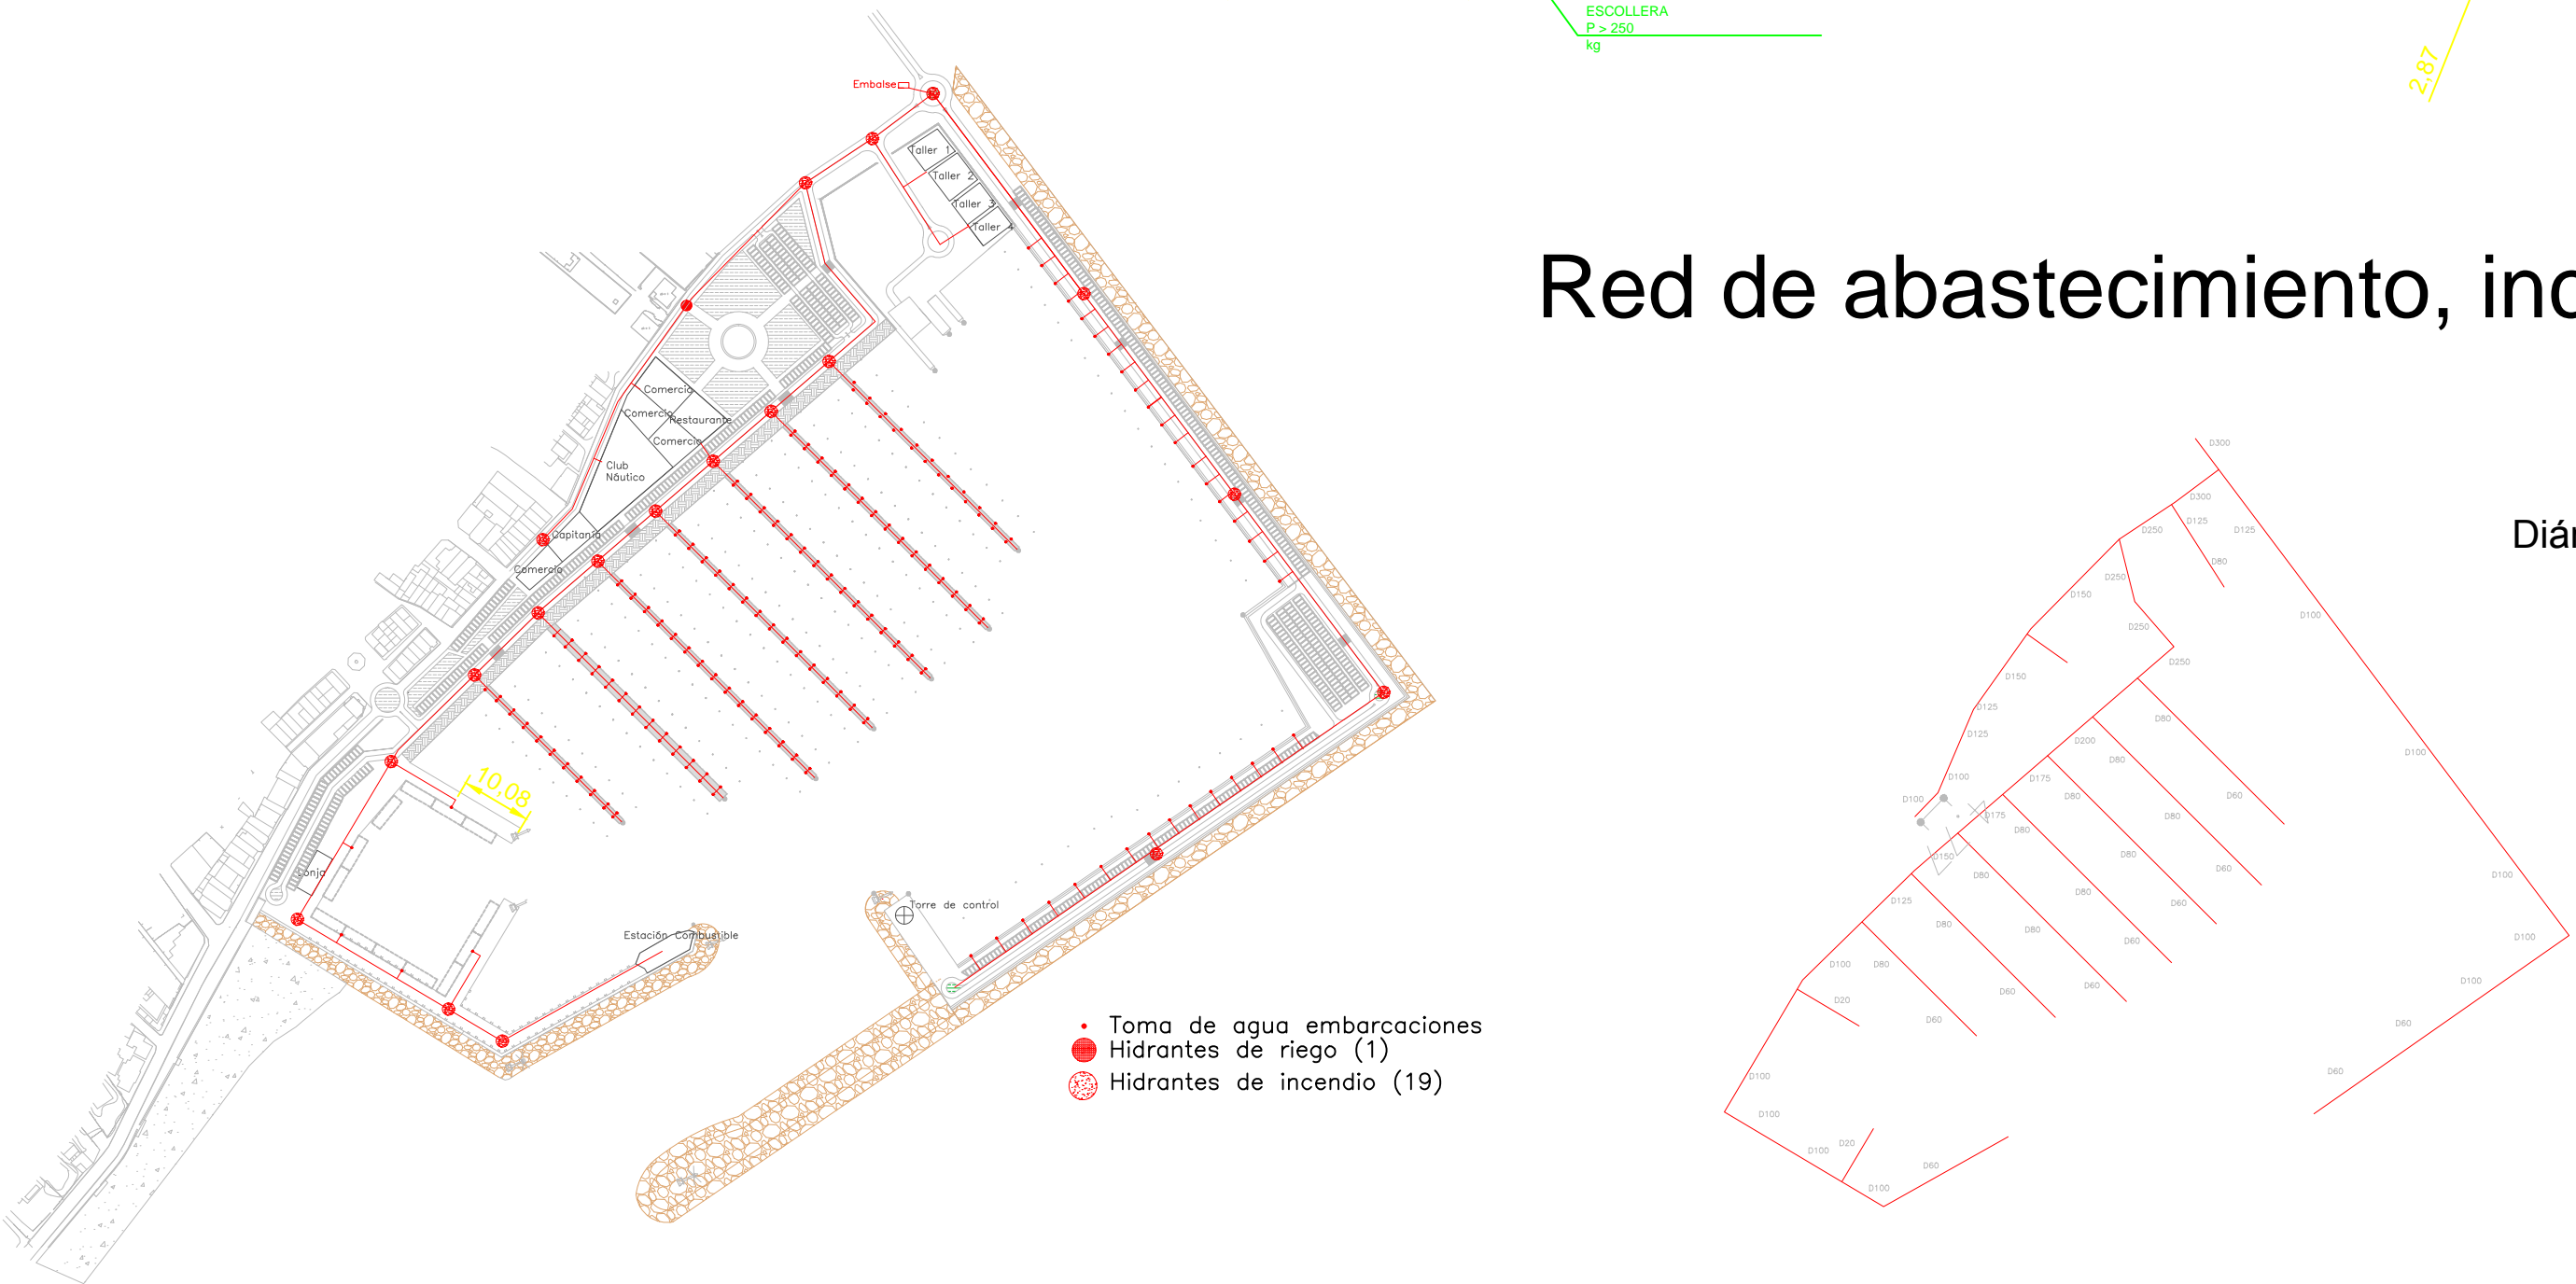 ESCOLLERA
P > 250
kg
2,87
Embalse
Taller 1
Taller 2
Taller 3
Taller 4
Comercio
Comercio
Restaurante
Comercio
Club
Náutico
Capitanía
Comercio
10,08
Lonja
Torre de control
Estación Combustible
Toma de agua embarcaciones
Hidrantes de riego (1)
Hidrantes de incendio (19)
Red de abastecimiento, inc
Diá
D300
D300
D125
D125
D250
D80
D250
D150
D100
D250
D250
D150
D125
D80
D125
D200
D100
D80
D100
D175
D100
D80
D60
D175
D80
D80
D150
D80
D60
D100
D80
D80
D125
D60
D80
D80
D100
D60
D100
D80
D100
D20
D60
D60
D60
D60
D60
D100
D100
D20
D100
D60
D100